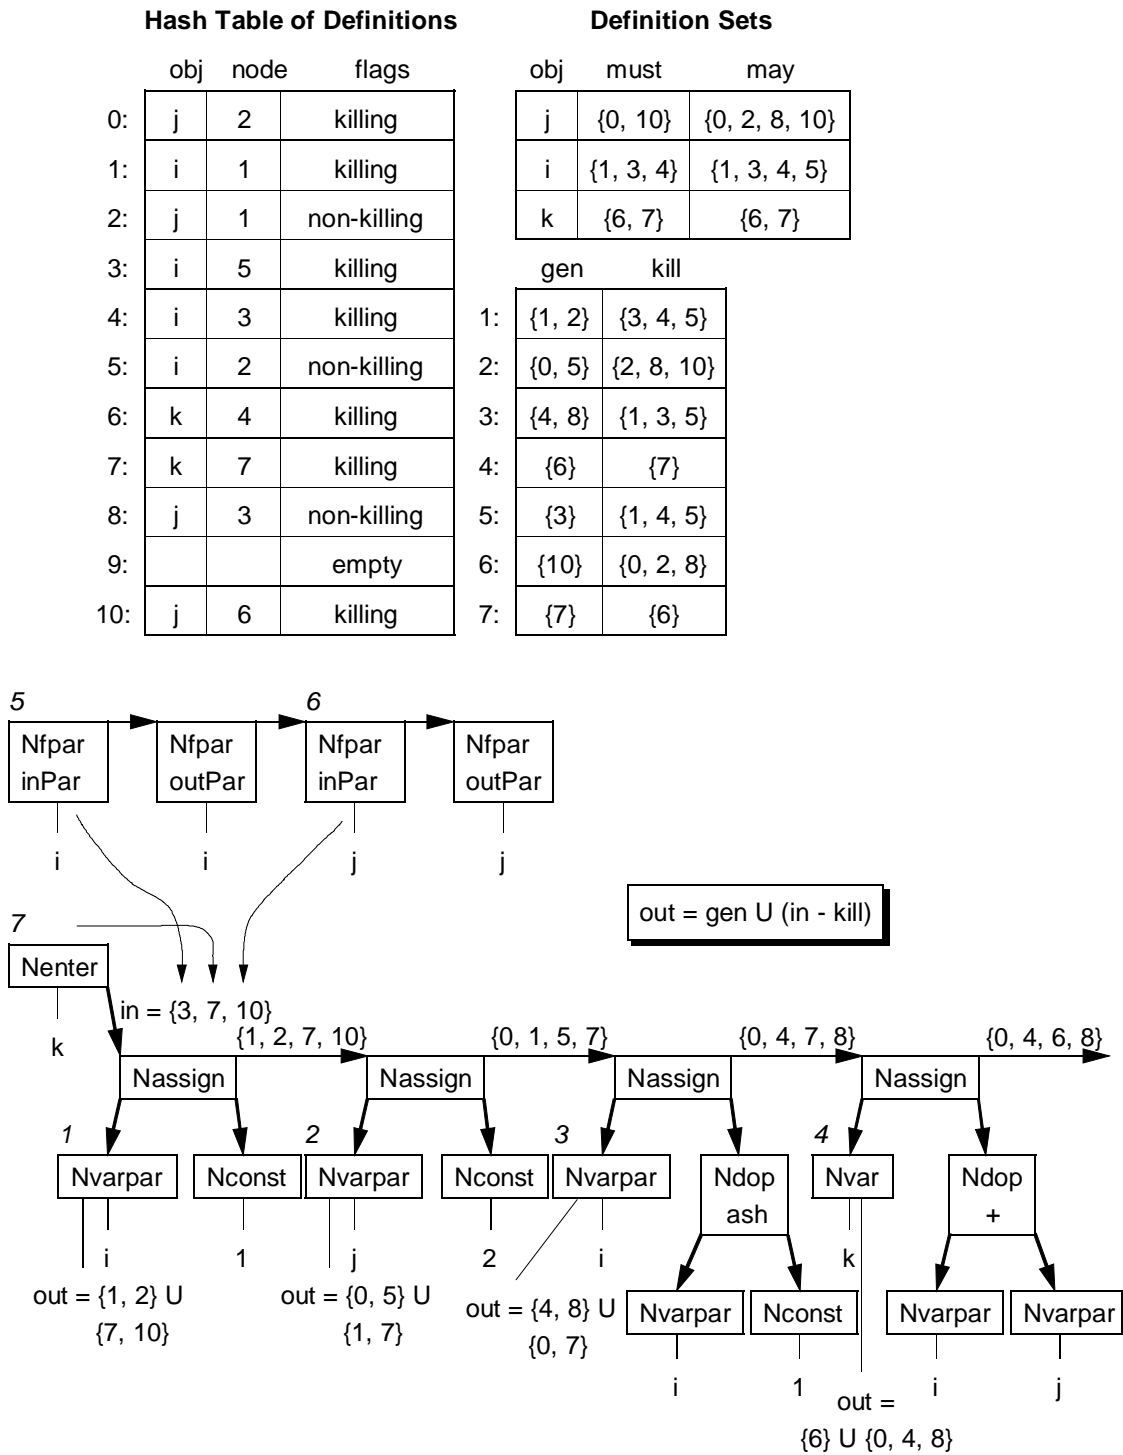 Hash Table of Definitions
obj node flags
0: j 2 killing
1: i 1 killing
2: j 1 non-killing
3: i 5 killing
4: i 3 killing
5: i 2 non-killing
6: k 4 killing
7: k 7 killing
8: j 3 non-killing
9: empty
10: j 6 killing
Definition Sets
obj must may
j {0, 10} {0, 2, 8, 10}
i {1, 3, 4} {1, 3, 4, 5}
k {6, 7} {6, 7}
gen kill
1: {1, 2} {3, 4, 5}
2: {0, 5} {2, 8, 10}
3: {4, 8} {1, 3, 5}
4: {6} {7}
5: {3} {1, 4, 5}
6: {10} {0, 2, 8}
7: {7} {6}
5 6
Nfpar Nfpar Nfpar Nfpar
inPar outPar inPar outPar
i i j j
out = gen U (in - kill)
7
Nenter
in = {3, 7, 10}
k
{1, 2, 7, 10} {0, 1, 5, 7} {0, 4, 7, 8} {0, 4, 6, 8}
Nassign Nassign Nassign Nassign
1 2 3 4
Nvarpar Nconst Nvarpar Nconst Nvarpar Ndop Nvar Ndop
ash +
i 1 j 2 i k
out = {1, 2} U
{7, 10}
out = {0, 5} U
{1, 7}
out = {4, 8} U
{0, 7}
Nvarpar Nconst Nvarpar Nvarpar
i 1 i j
out =
{6} U {0, 4, 8}